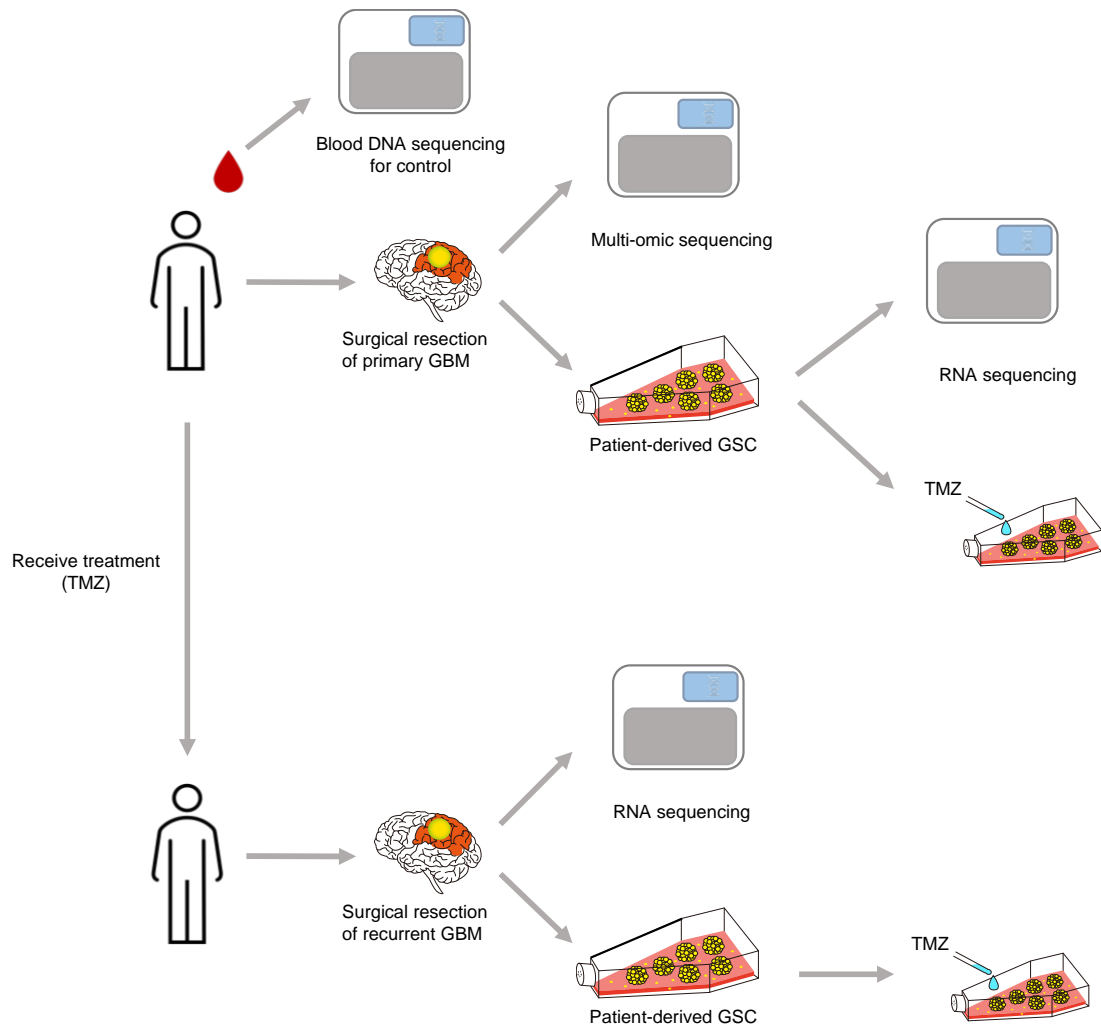 Blood DNA sequencing
for control
Multi-omic sequencing
Surgical resection
of primary GBM
RNA sequencing
Patient-derived GSC
TMZ
Receive treatment
(TMZ)
RNA sequencing
Surgical resection
of recurrent GBM
TMZ
Patient-derived GSC